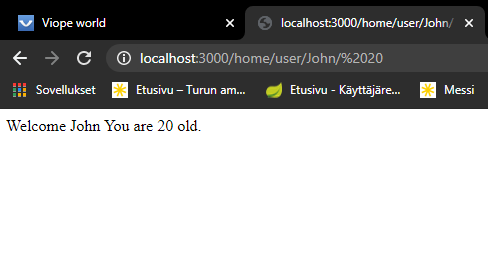 Viope world
localhost:3000/home/user/John/
localhost:3000/home/user/John/%2020
Sovellukset Etusivu – Turun am... Etusivu - Käyttäjäre... Messi
Welcome John You are 20 old.